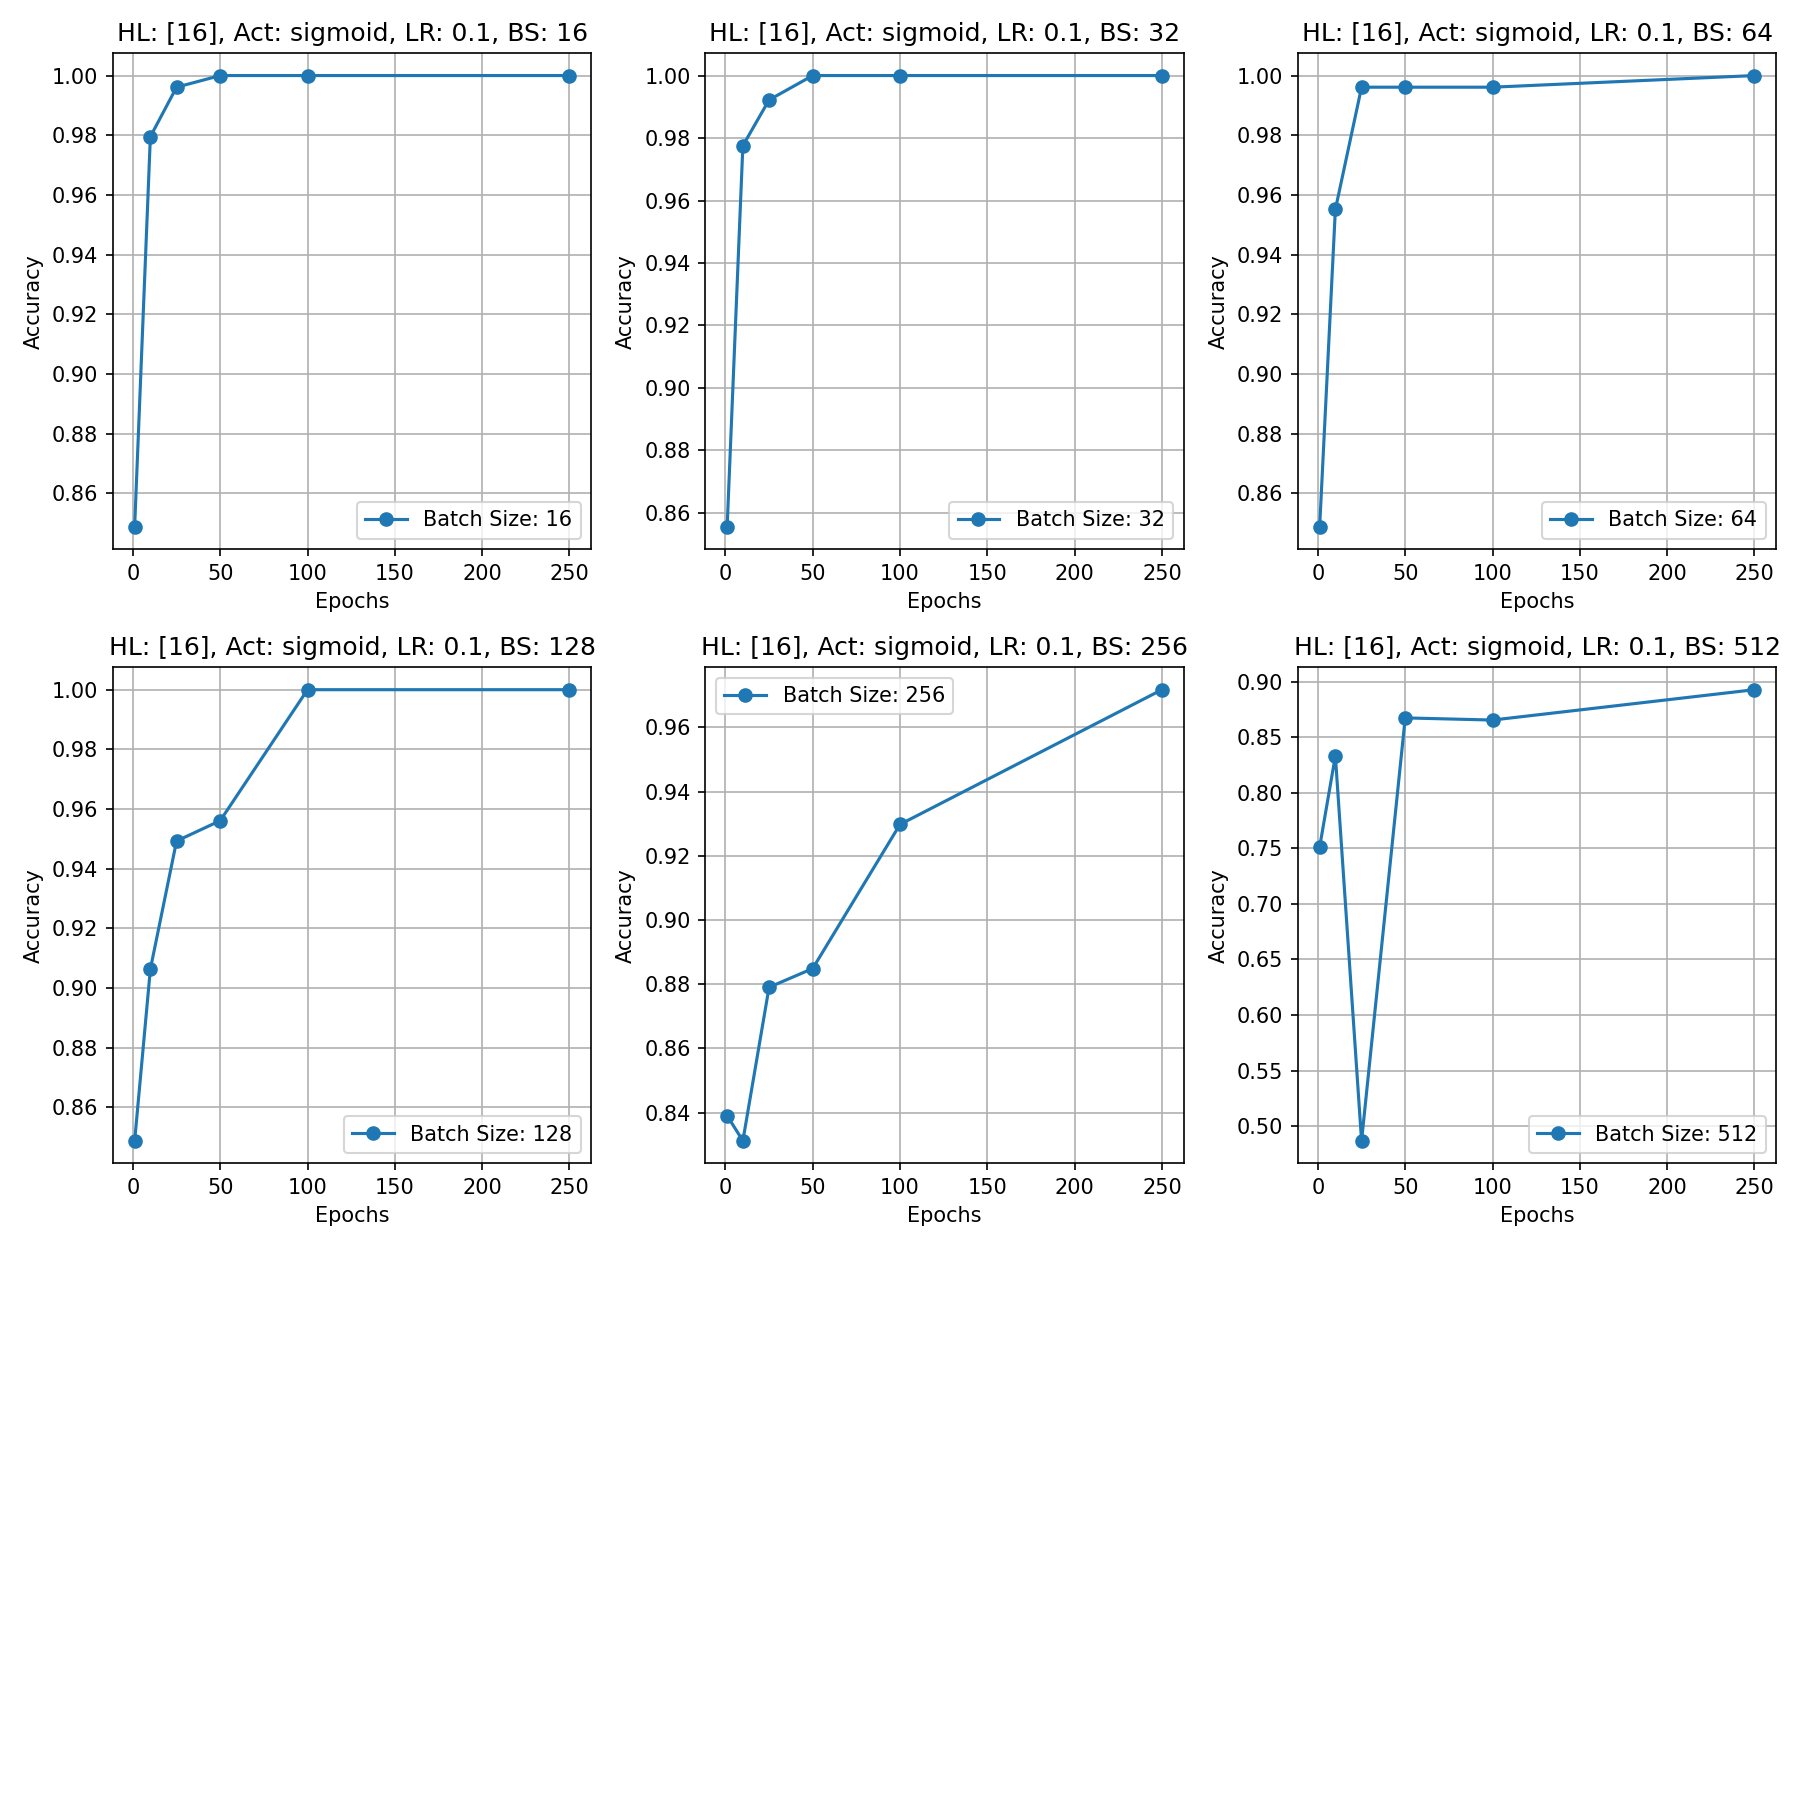 HL: [16], Act: sigmoid, LR: 0.1, BS: 16
1.00
0.98
0.96
0.94
0.92
0.90
0.88
0.86
Accuracy
Batch Size: 16
0 50 100 150 200 250
Epochs
HL: [16], Act: sigmoid, LR: 0.1, BS: 32
1.00
0.98
0.96
0.94
0.92
0.90
0.88
0.86
Accuracy
Batch Size: 32
0 50 100 150 200 250
Epochs
HL: [16], Act: sigmoid, LR: 0.1, BS: 64
1.00
0.98
0.96
0.94
0.92
0.90
0.88
0.86
Accuracy
Batch Size: 64
0 50 100 150 200 250
Epochs
HL: [16], Act: sigmoid, LR: 0.1, BS: 128
1.00
0.98
0.96
0.94
0.92
0.90
0.88
0.86
Accuracy
Batch Size: 128
0 50 100 150 200 250
Epochs
HL: [16], Act: sigmoid, LR: 0.1, BS: 256
Batch Size: 256
0.96
0.94
0.92
0.90
0.88
0.86
0.84
Accuracy
0 50 100 150 200 250
Epochs
HL: [16], Act: sigmoid, LR: 0.1, BS: 512
0.90
0.85
0.80
0.75
0.70
0.65
0.60
0.55
0.50
Accuracy
Batch Size: 512
0 50 100 150 200 250
Epochs